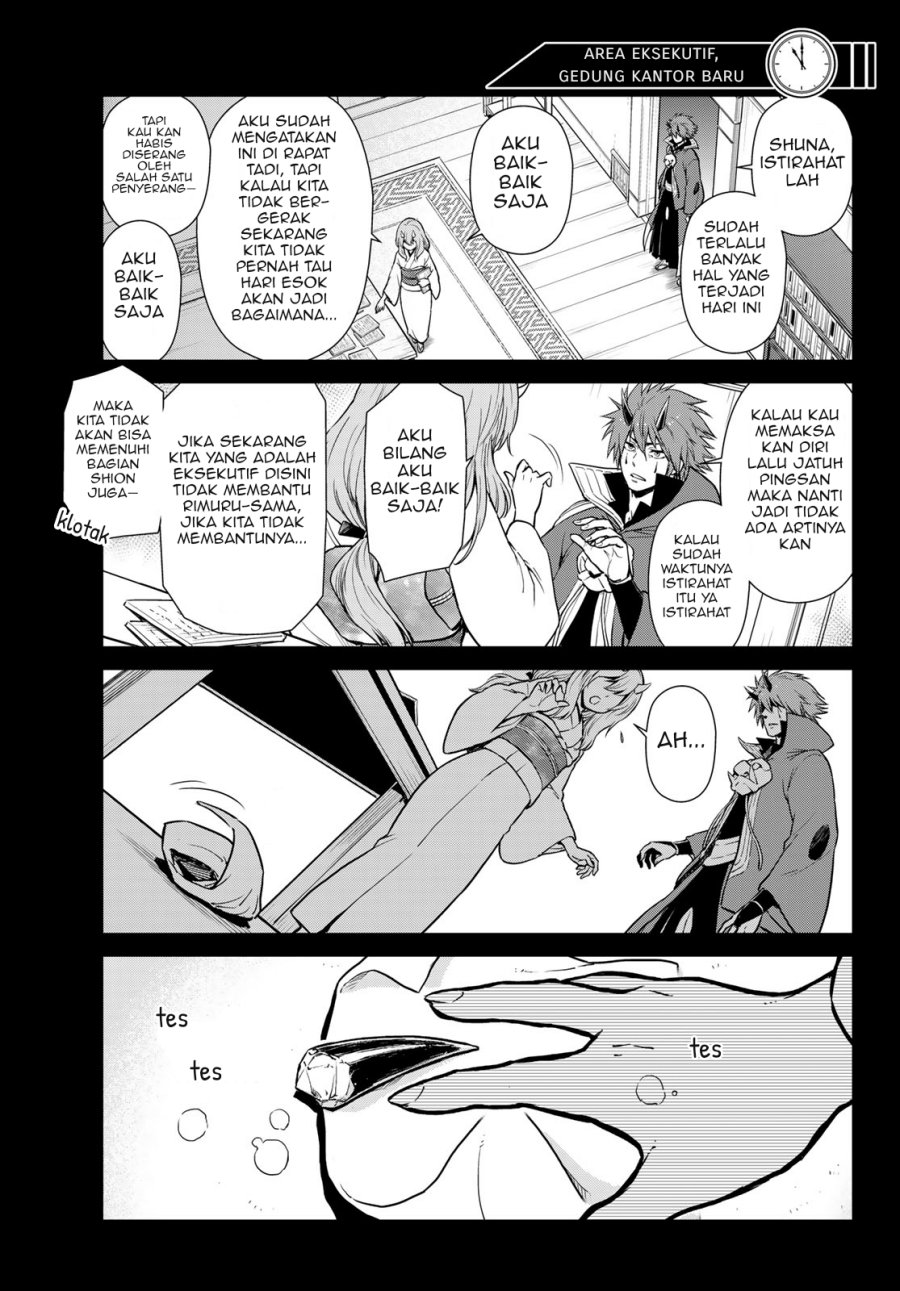 AREA EKSEKUTIF,
GEDUNG KANTOR BARU
SHUNA,
ISTIRAHAT
LAH
SUDAH
TERLALU
BANYAK
HAL YANG
TERJADI
HARI INI
AKU
BAIK-
BAIK
SAJA
AKU SUDAH
MENGATAKAN
INI DI RAPAT
TADI, TAPI
KALAU KITA
TIDAK BER-
GERAK
SEKARANG
KITA TIDAK
PERNAH TAU
HARI ESOK
AKAN JADI
BAGAIMANA...
TAPI
KAU KAN
HABIS
DISERANG
OLEH
SALAH SATU
PENYERANG–
AKU
BAIK-
BAIK
SAJA
KALAU KAU
MEMAKSA
KAN DIRI
LALU JATUH
PINGSAN
MAKA NANTI
JADI TIDAK
ADA ARTINYA
KAN
KALAU
SUDAH
WAKTUNYA
ISTIRAHAT
ITU YA
ISTIRAHAT
AKU
BILANG
AKU
BAIK-BAIK
SAJA!
JIKA SEKARANG
KITA YANG ADALAH
EKSEKUTIF DISINI
TIDAK MEMBANTU
RIMURU-SAMA,
JIKA KITA TIDAK
MEMBANTUNYA...
MAKA
KITA TIDAK
AKAN BISA
MEMENUHI
BAGIAN
SHION
JUGA–
klotak
AH...
tes
tes
tes